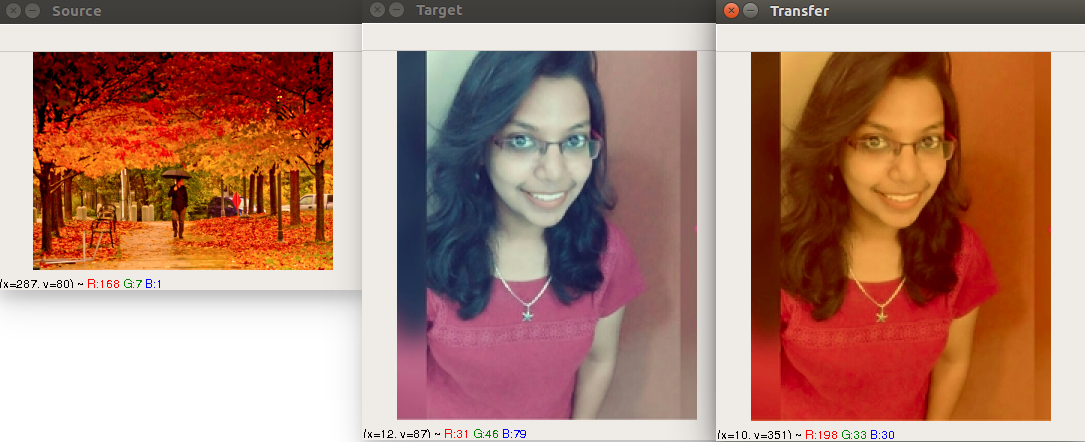 Source
Target
Transfer
(x=287, y=80) ~ R:168 G:7 B:1
(x=12, y=87) ~ R:31 G:46 B:79
(x=10, y=351) ~ R:198 G:33 B:30